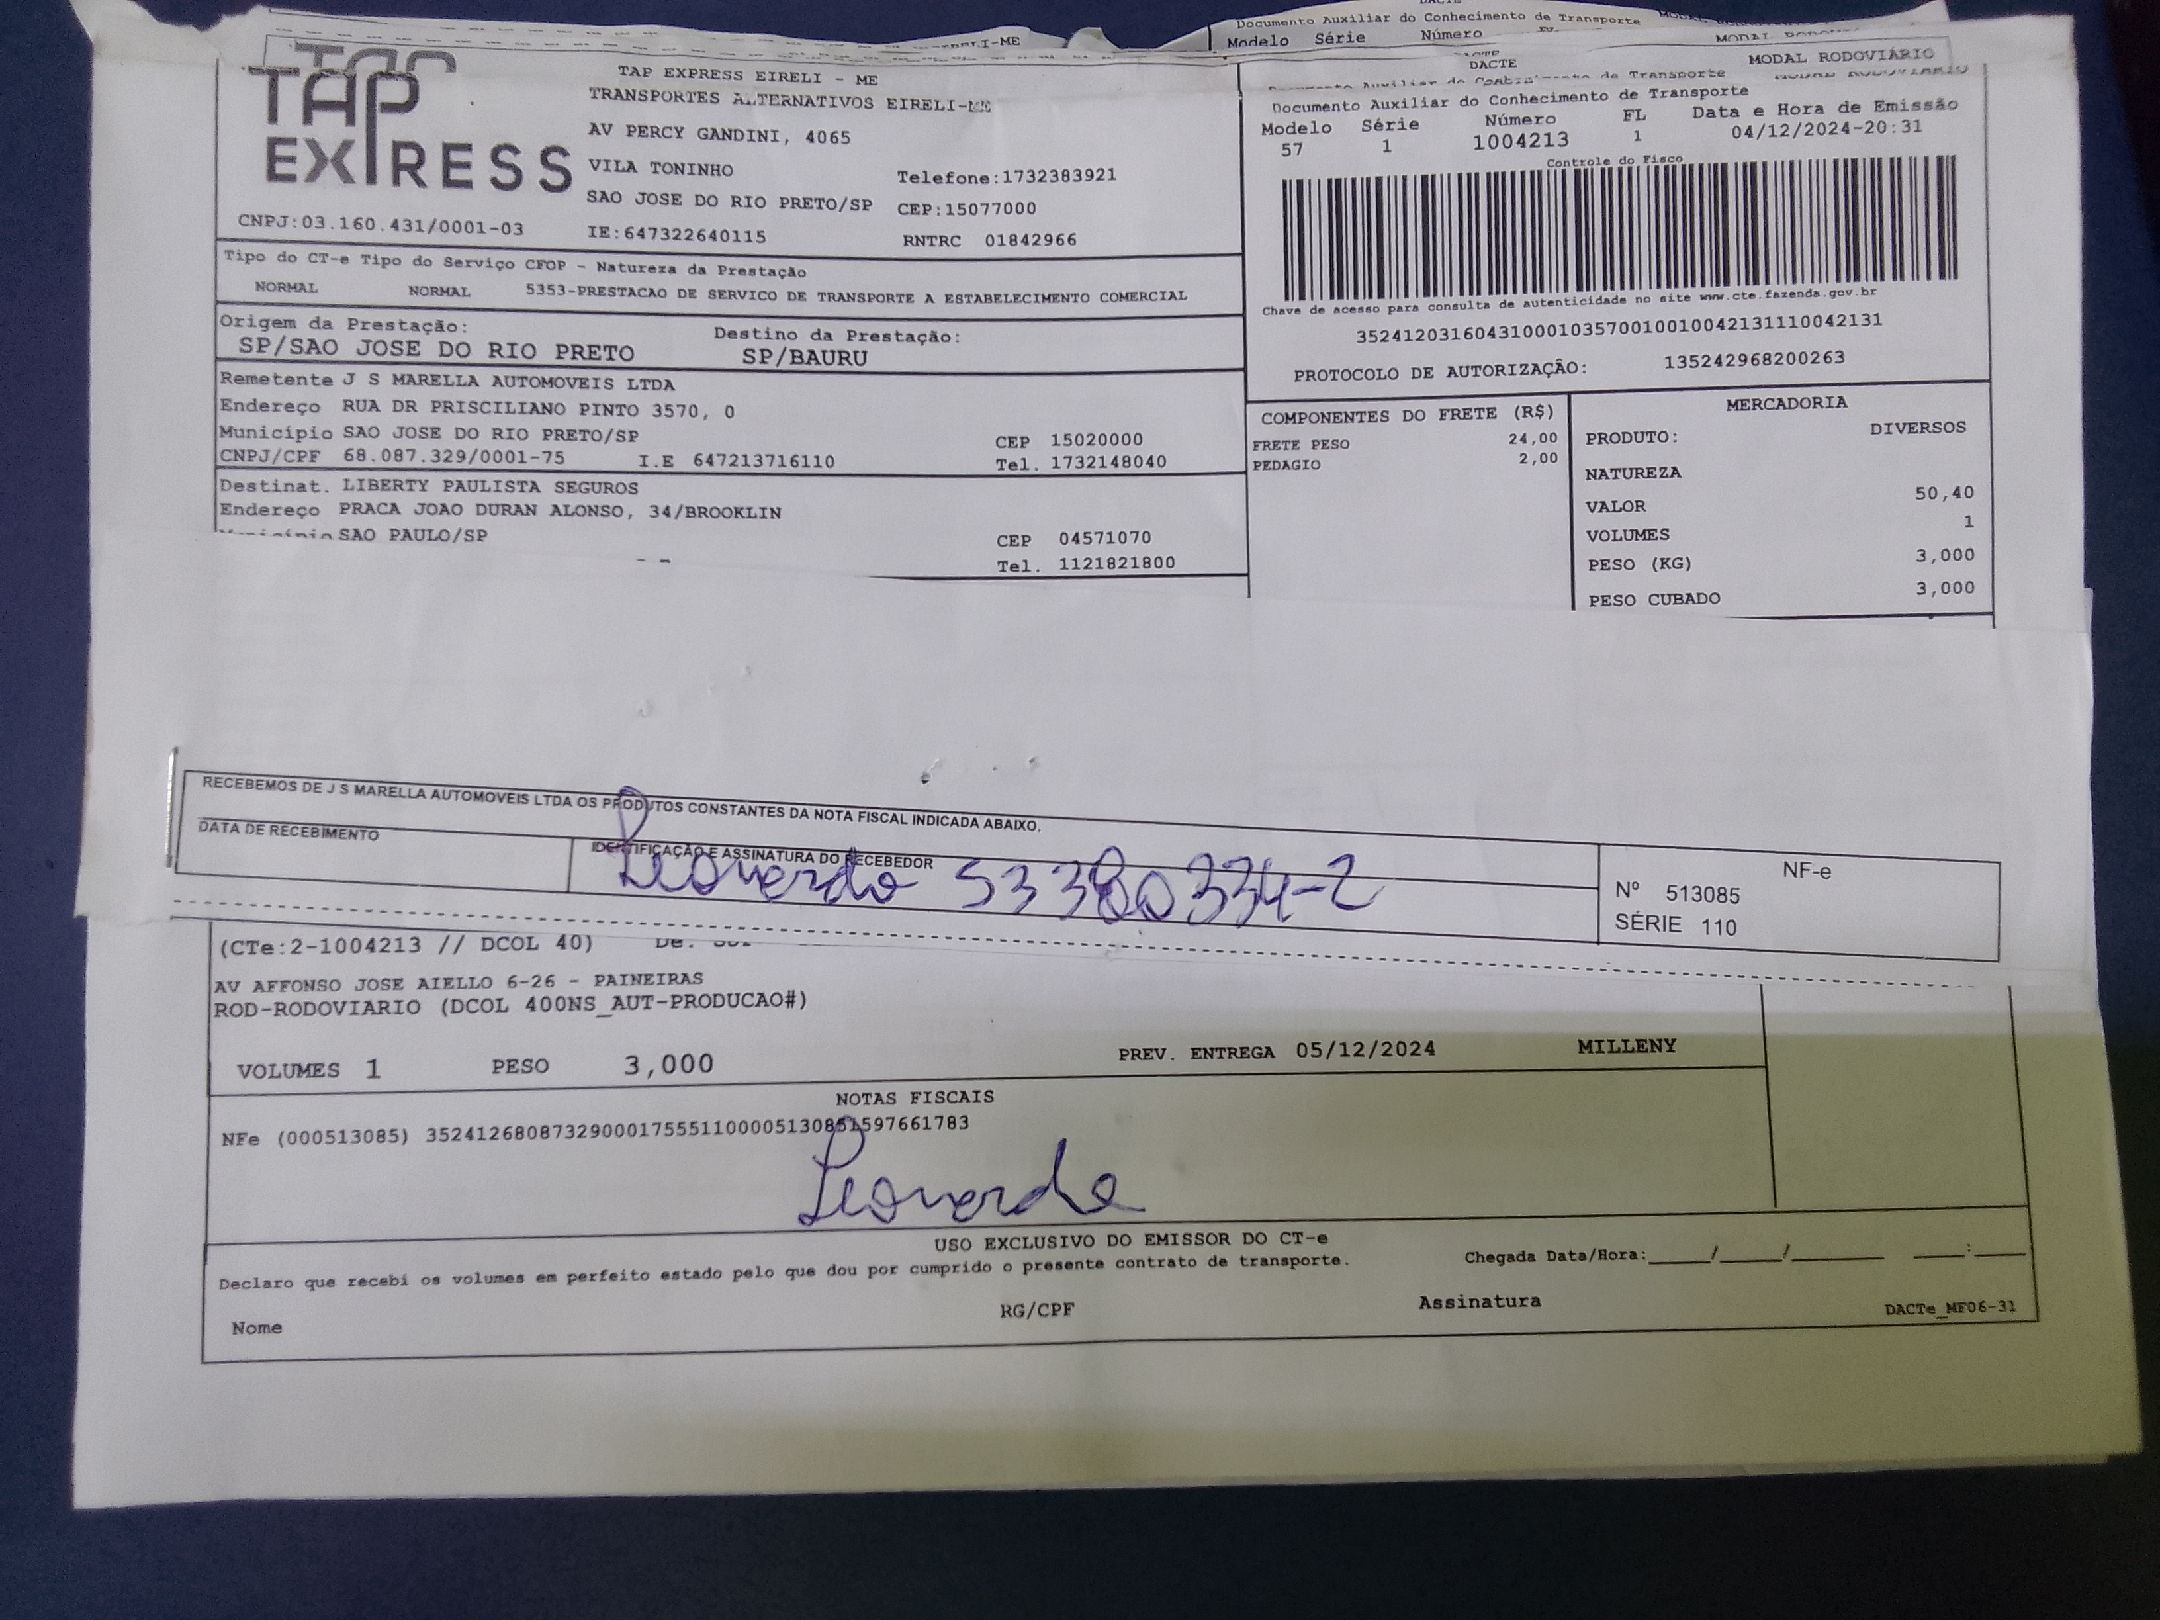 Documento Auxiliar do Conhecimento de Transporte
Modelo Série Número
TAP
EXPRESS
CNPJ:03.160.431/0001-03
TAP EXPRESS EIRELI - ME
TRANSPORTES ALTERNATIVOS EIRELI-ME
AV PERCY GANDINI, 4065
VILA TONINHO Telefone:1732383921
SAO JOSE DO RIO PRETO/SP CEP:15077000
IE:647322640115 RNTRC 01842966
DACTE MODAL RODOVIÁRIO
Documento Auxiliar do Conhecimento de Transporte
Modelo Série Número FL Data e Hora de Emissão
57 1 1004213 1 04/12/2024-20:31
Controle do Fisco
Chave de acesso para consulta de autenticidade no site www.cte.fazenda.gov.br
35241203160431000103570010010042131110042131
PROTOCOLO DE AUTORIZAÇÃO: 135242968200263
Tipo do CT-e Tipo do Serviço CFOP - Natureza da Prestação
NORMAL NORMAL 5353-PRESTACAO DE SERVICO DE TRANSPORTE A ESTABELECIMENTO COMERCIAL
Origem da Prestação: Destino da Prestação:
SP/SAO JOSE DO RIO PRETO SP/BAURU
Remetente J S MARELLA AUTOMOVEIS LTDA
Endereço RUA DR PRISCILIANO PINTO 3570, 0
Município SAO JOSE DO RIO PRETO/SP CEP 15020000
CNPJ/CPF 68.087.329/0001-75 I.E 647213716110 Tel. 1732148040
Destinat. LIBERTY PAULISTA SEGUROS
Endereço PRACA JOAO DURAN ALONSO, 34/BROOKLIN
Município SAO PAULO/SP CEP 04571070
Tel. 1121821800
COMPONENTES DO FRETE (R$)
FRETE PESO 24,00
PEDAGIO 2,00
MERCADORIA
PRODUTO: DIVERSOS
NATUREZA
VALOR 50,40
VOLUMES 1
PESO (KG) 3,000
PESO CUBADO 3,000
RECEBEMOS DE J S MARELLA AUTOMOVEIS LTDA OS PRODUTOS CONSTANTES DA NOTA FISCAL INDICADA ABAIXO.
DATA DE RECEBIMENTO IDENTIFICAÇÃO E ASSINATURA DO RECEBEDOR
Leonardo 53380334-2
NF-e
Nº 513085
SÉRIE 110
(CTe:2-1004213 // DCOL 40)
AV AFFONSO JOSE AIELLO 6-26 - PAINEIRAS
ROD-RODOVIARIO (DCOL 400NS_AUT-PRODUCAO#)
VOLUMES 1 PESO 3,000 PREV. ENTREGA 05/12/2024 MILLENY
NOTAS FISCAIS
NFe (000513085) 35241268087329000175551100005130851597661783
Leonardo
USO EXCLUSIVO DO EMISSOR DO CT-e
Declaro que recebi os volumes em perfeito estado pelo que dou por cumprido o presente contrato de transporte. Chegada Data/Hora:_____/_____/_______ ____:____
Nome RG/CPF Assinatura DACTe_MF06-31